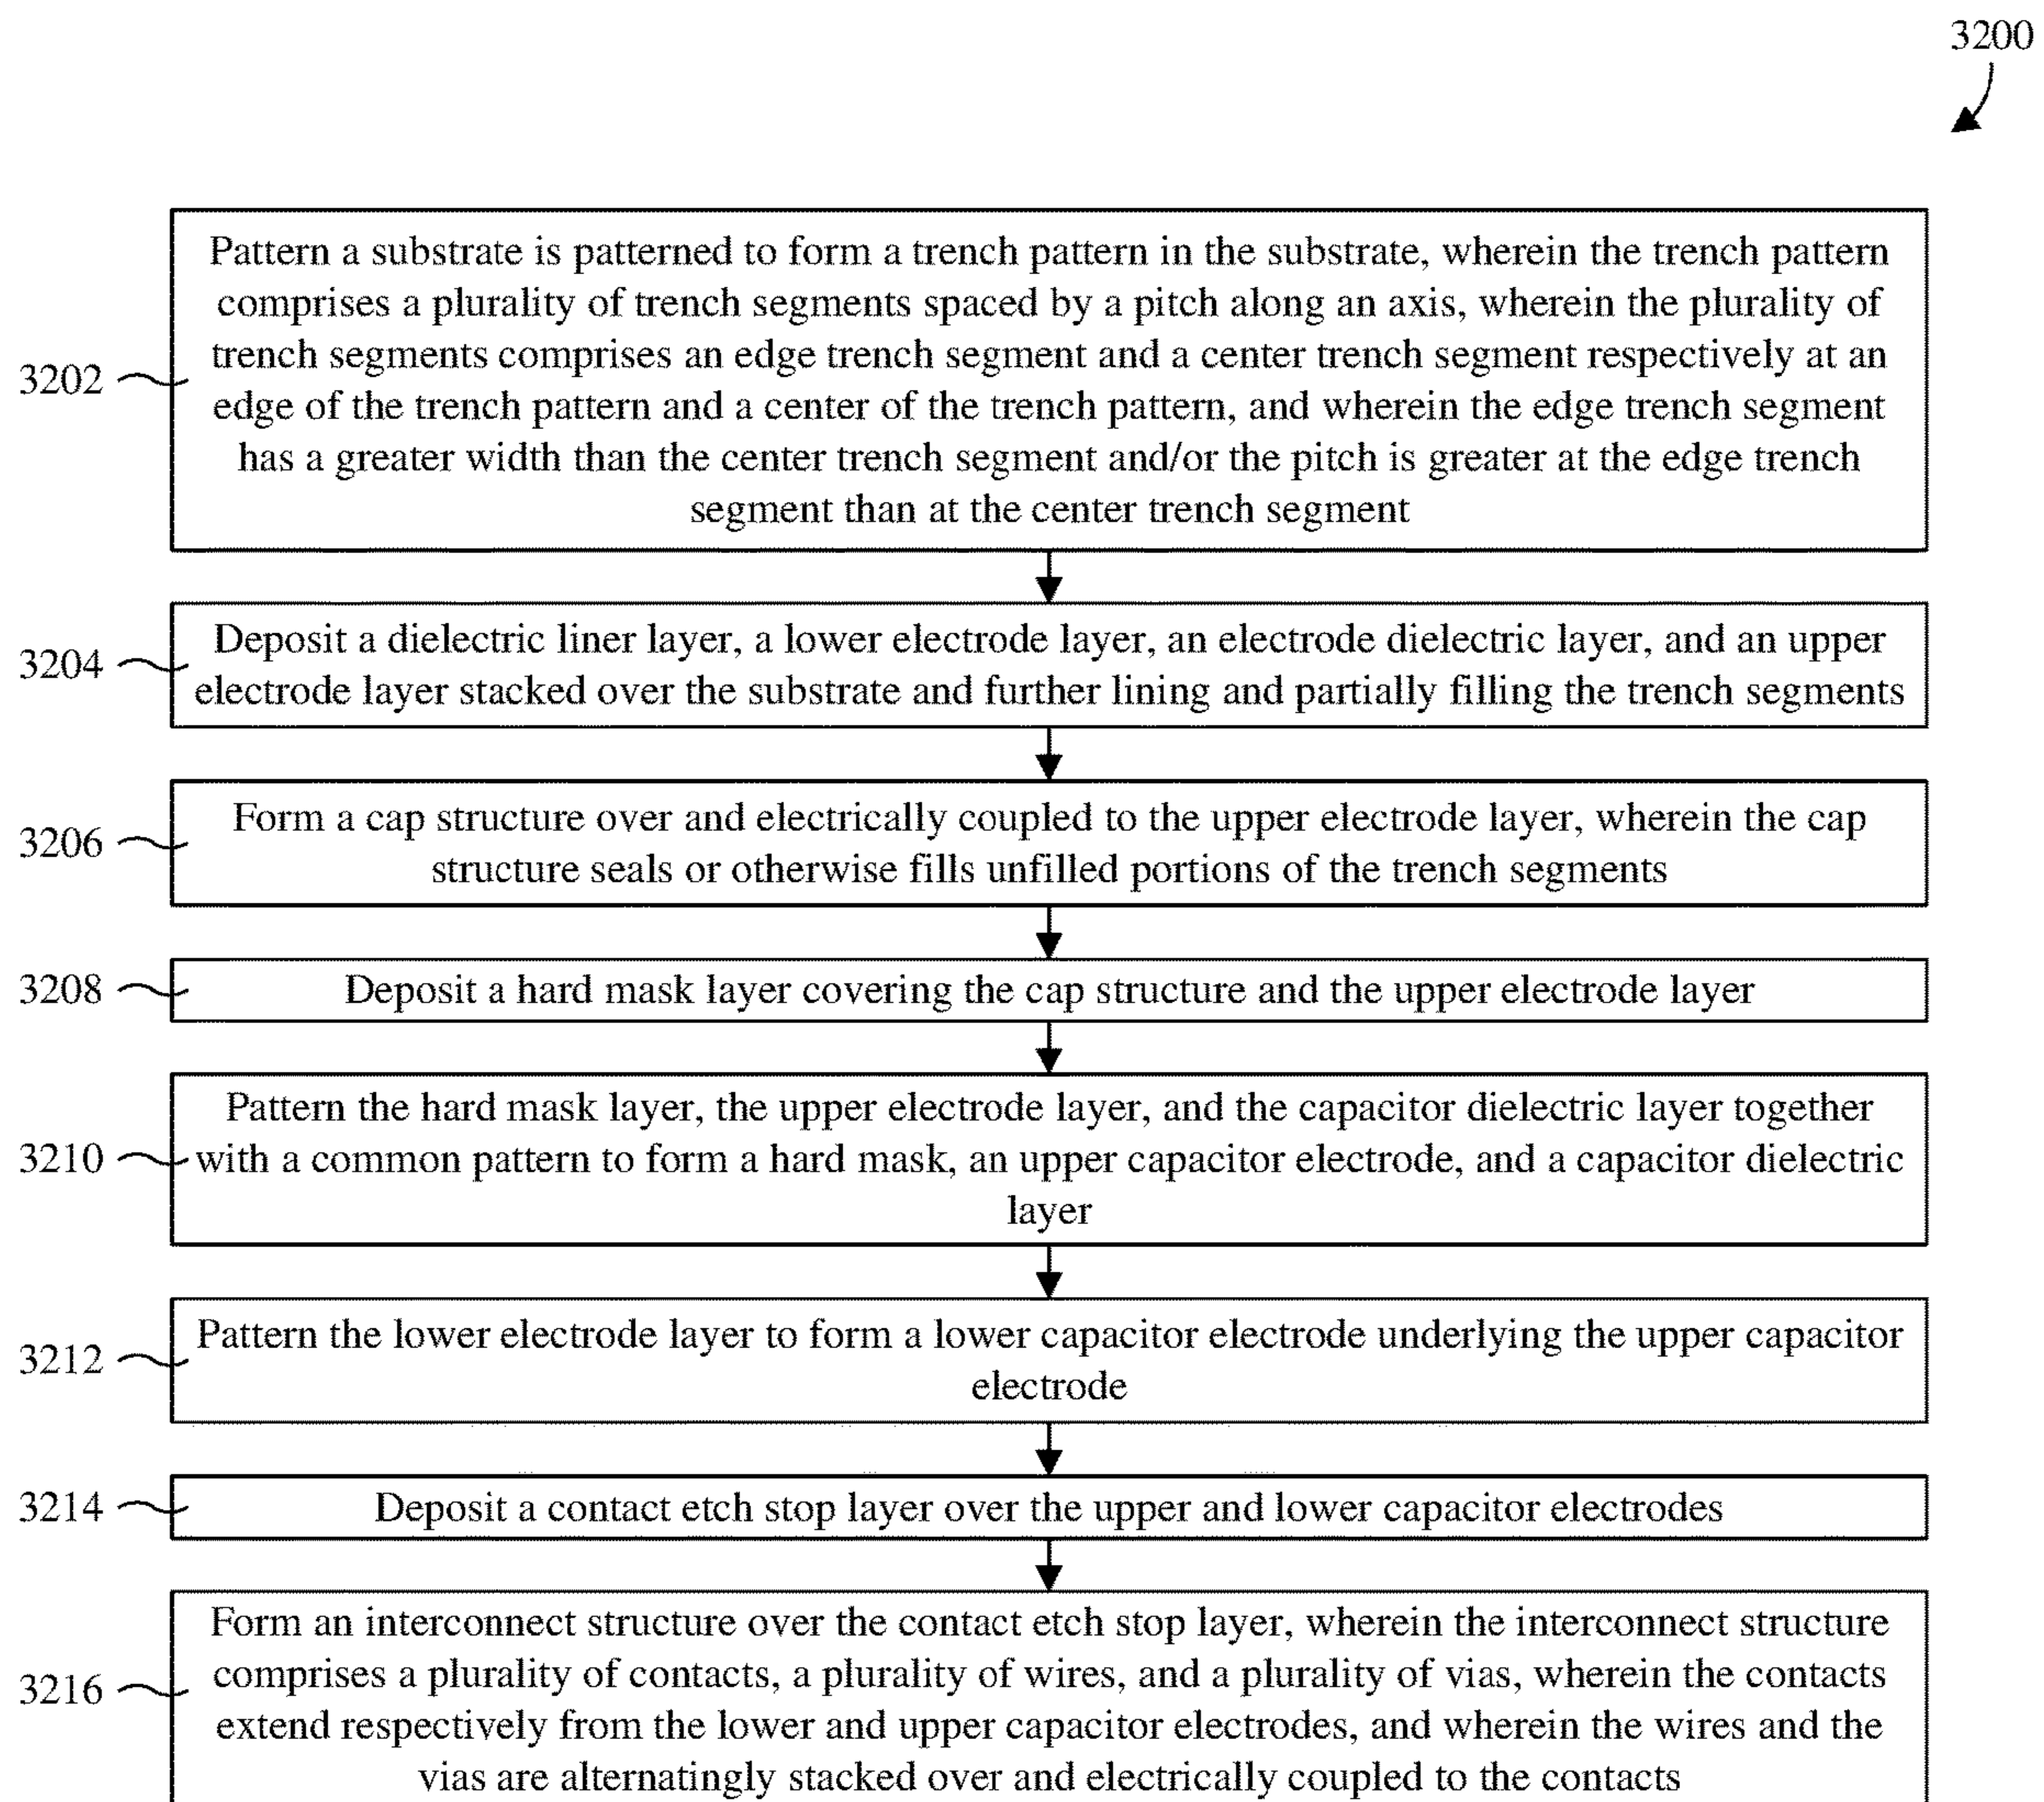 3200
Pattern a substrate is patterned to form a trench pattern in the substrate, wherein the trench pattern
comprises a plurality of trench segments spaced by a pitch along an axis, wherein the plurality of
trench segments comprises an edge trench segment and a center trench segment respectively at an
3202
edge of the trench pattern and a center of the trench pattern, and wherein the edge trench segment
has a greater width than the center trench segment and/or the pitch is greater at the edge trench
segment than at the center trench segment
Deposit a dielectric liner layer, a lower electrode layer, an electrode dielectric layer, and an upper
3204
electrode layer stacked over the substrate and further lining and partially filling the trench segments
Form a cap structure over and electrically coupled to the upper electrode layer, wherein the cap
3206
structure seals or otherwise fills unfilled portions of the trench segments
3208
Deposit a hard mask layer covering the cap structure and the upper electrode layer
Pattern the hard mask layer, the upper electrode layer, and the capacitor dielectric layer together
3210
with a common pattern to form a hard mask, an upper capacitor electrode, and a capacitor dielectric
layer
Pattern the lower electrode layer to form a lower capacitor electrode underlying the upper capacitor
3212
electrode
3214
Deposit a contact etch stop layer over the upper and lower capacitor electrodes
Form an interconnect structure over the contact etch stop layer, wherein the interconnect structure
comprises a plurality of contacts, a plurality of wires, and a plurality of vias, wherein the contacts
3216
extend respectively from the lower and upper capacitor electrodes, and wherein the wires and the
vias are alternatingly stacked over and electrically coupled to the contacts